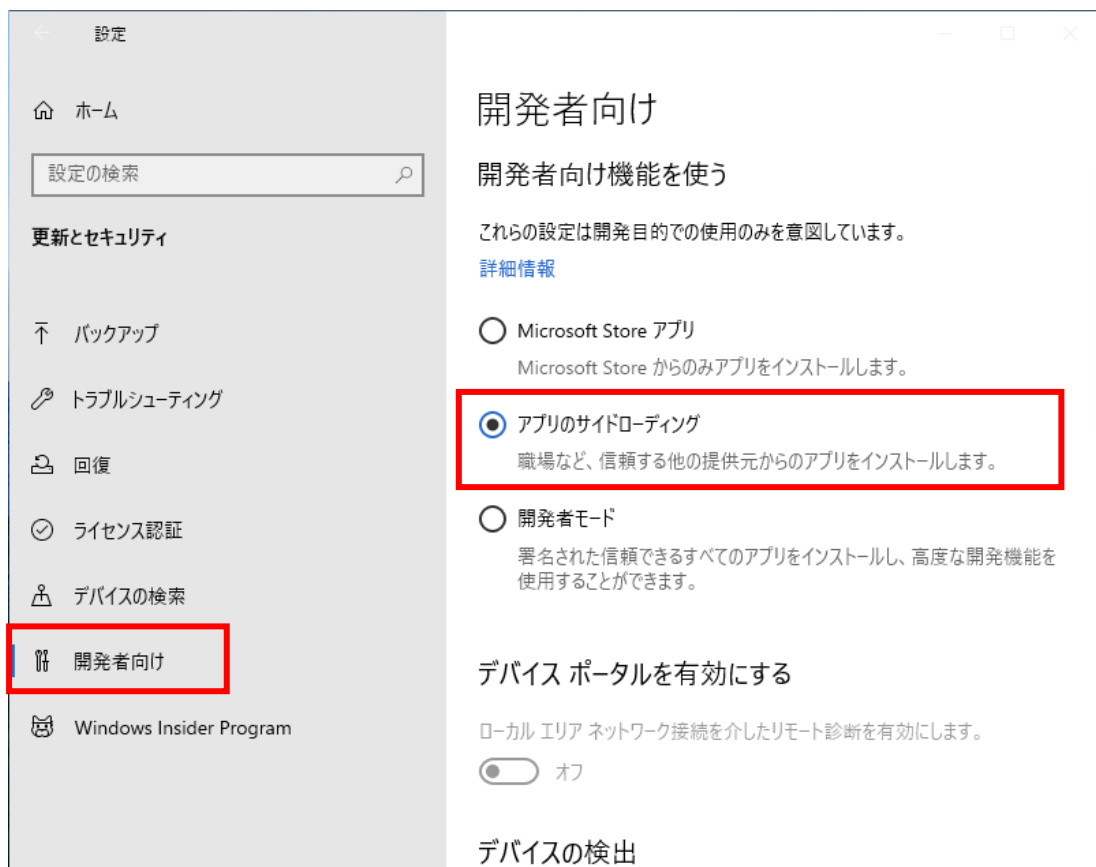 設定
ホーム
設定の検索
更新とセキュリティ
バックアップ
トラブルシューティング
回復
ライセンス認証
デバイスの検索
開発者向け
Windows Insider Program
開発者向け
開発者向け機能を使う
これらの設定は開発目的での使用のみを意図しています。
詳細情報
Microsoft Store アプリ
Microsoft Store からのみアプリをインストールします。
アプリのサイドローディング
職場など、信頼する他の提供元からのアプリをインストールします。
開発者モード
署名された信頼できるすべてのアプリをインストールし、高度な開発機能を
使用することができます。
デバイス ポータルを有効にする
ローカル エリア ネットワーク接続を介したリモート診断を有効にします。
オフ
デバイスの検出